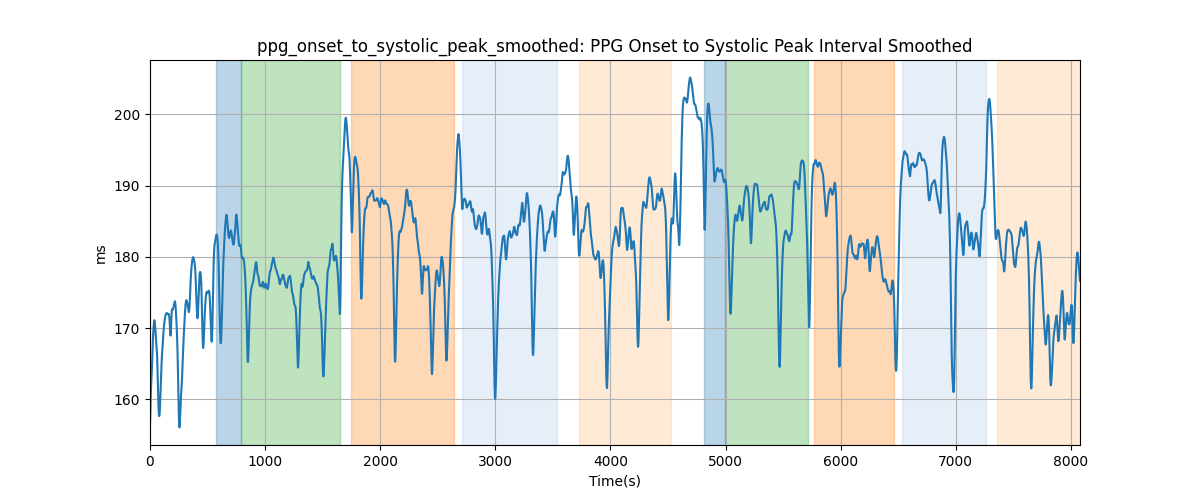 ppg_onset_to_systolic_peak_smoothed: PPG Onset to Systolic Peak Interval Smoothed
200
190
180
170
160
ms
0 1000 2000 3000 4000 5000 6000 7000 8000
Time(s)